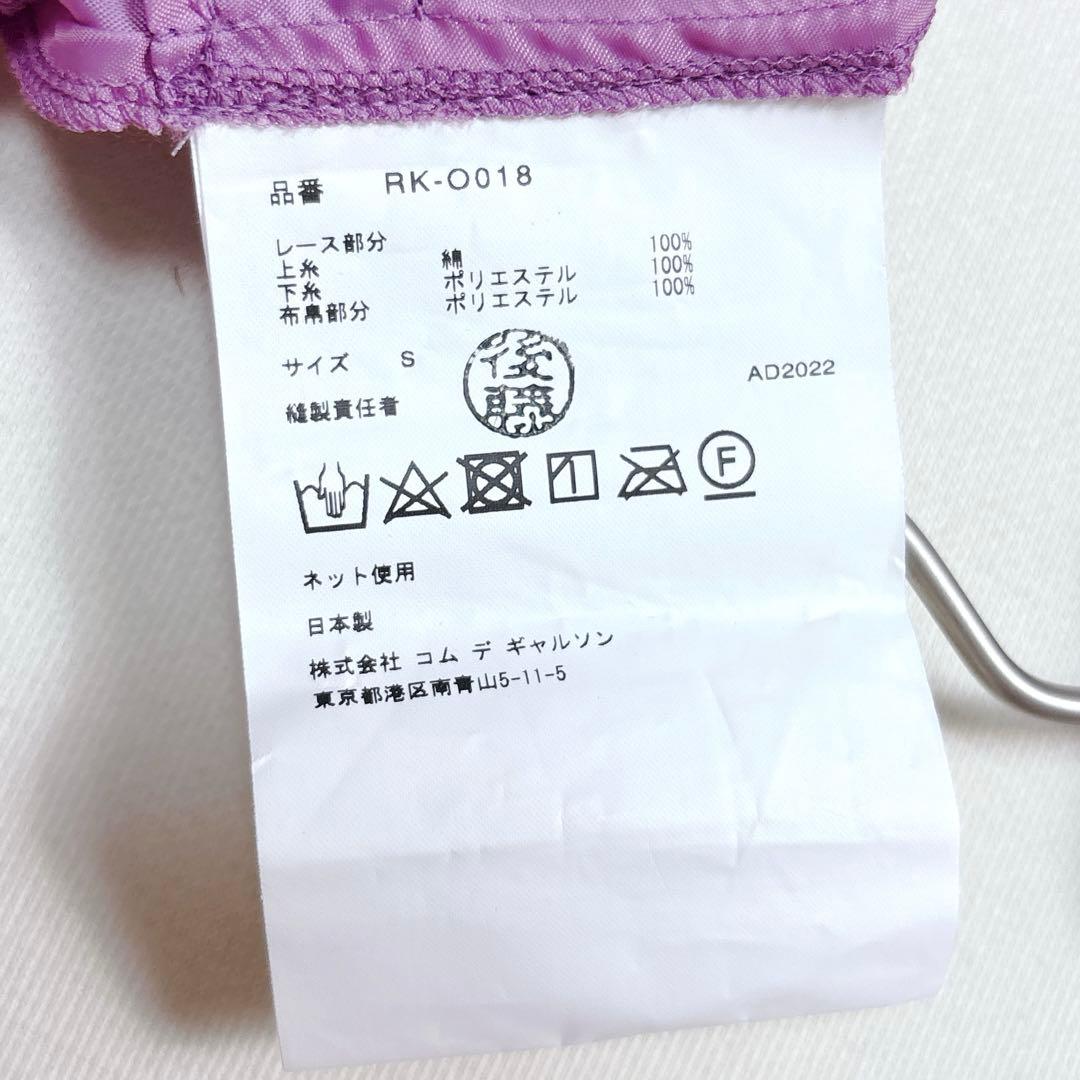 品番 RK-O018
レース部分
上糸 綿 100%
下糸 ポリエステル 100%
布帛部分 ポリエステル 100%
サイズ S
後藤
AD2022
縫製責任者
F
ネット使用
日本製
株式会社 コム デ ギャルソン
東京都港区南青山5-11-5